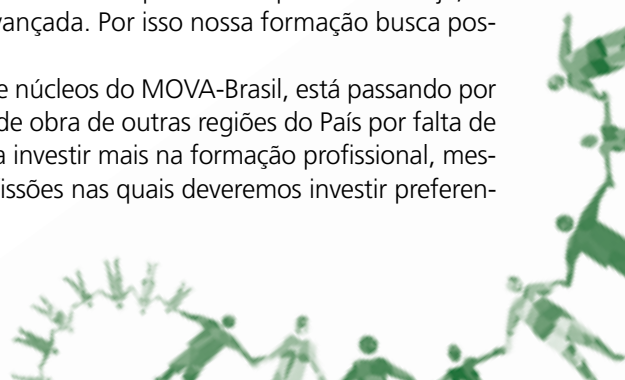 vançada. Por isso nossa formação busca pos-
e núcleos do MOVA-Brasil, está passando por
de obra de outras regiões do País por falta de
a investir mais na formação profissional, mes-
issões nas quais deveremos investir preferen-